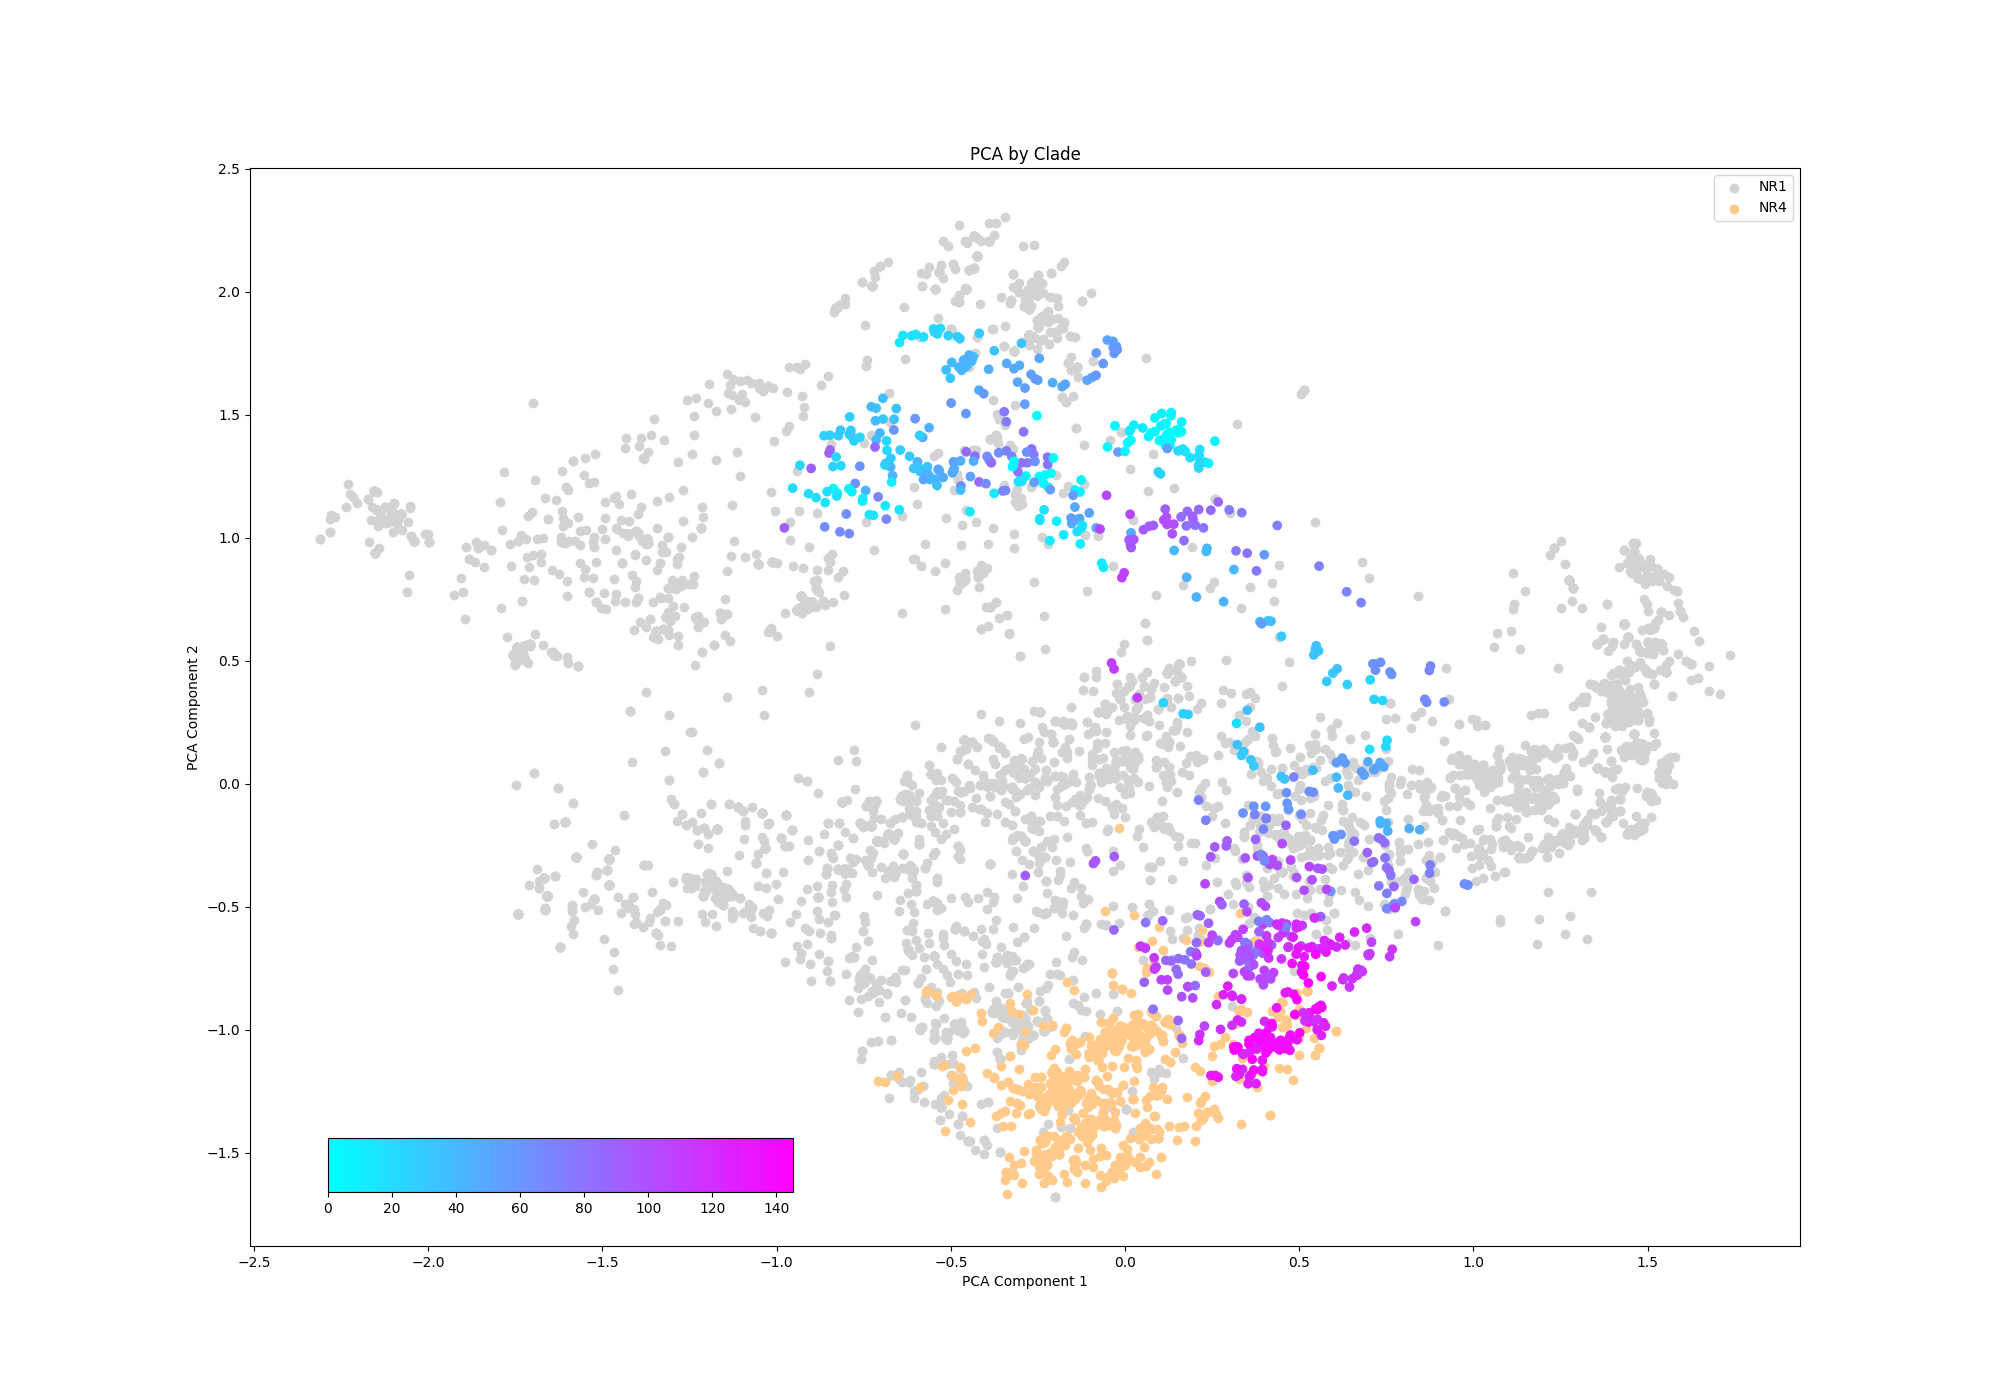 PCA by Clade
NR1
NR4
PCA Component 2
2.5
2.0
1.5
1.0
0.5
0.0
−0.5
−1.0
−1.5
0 20 40 60 80 100 120 140
−2.5 −2.0 −1.5 −1.0 −0.5 0.0 0.5 1.0 1.5
PCA Component 1